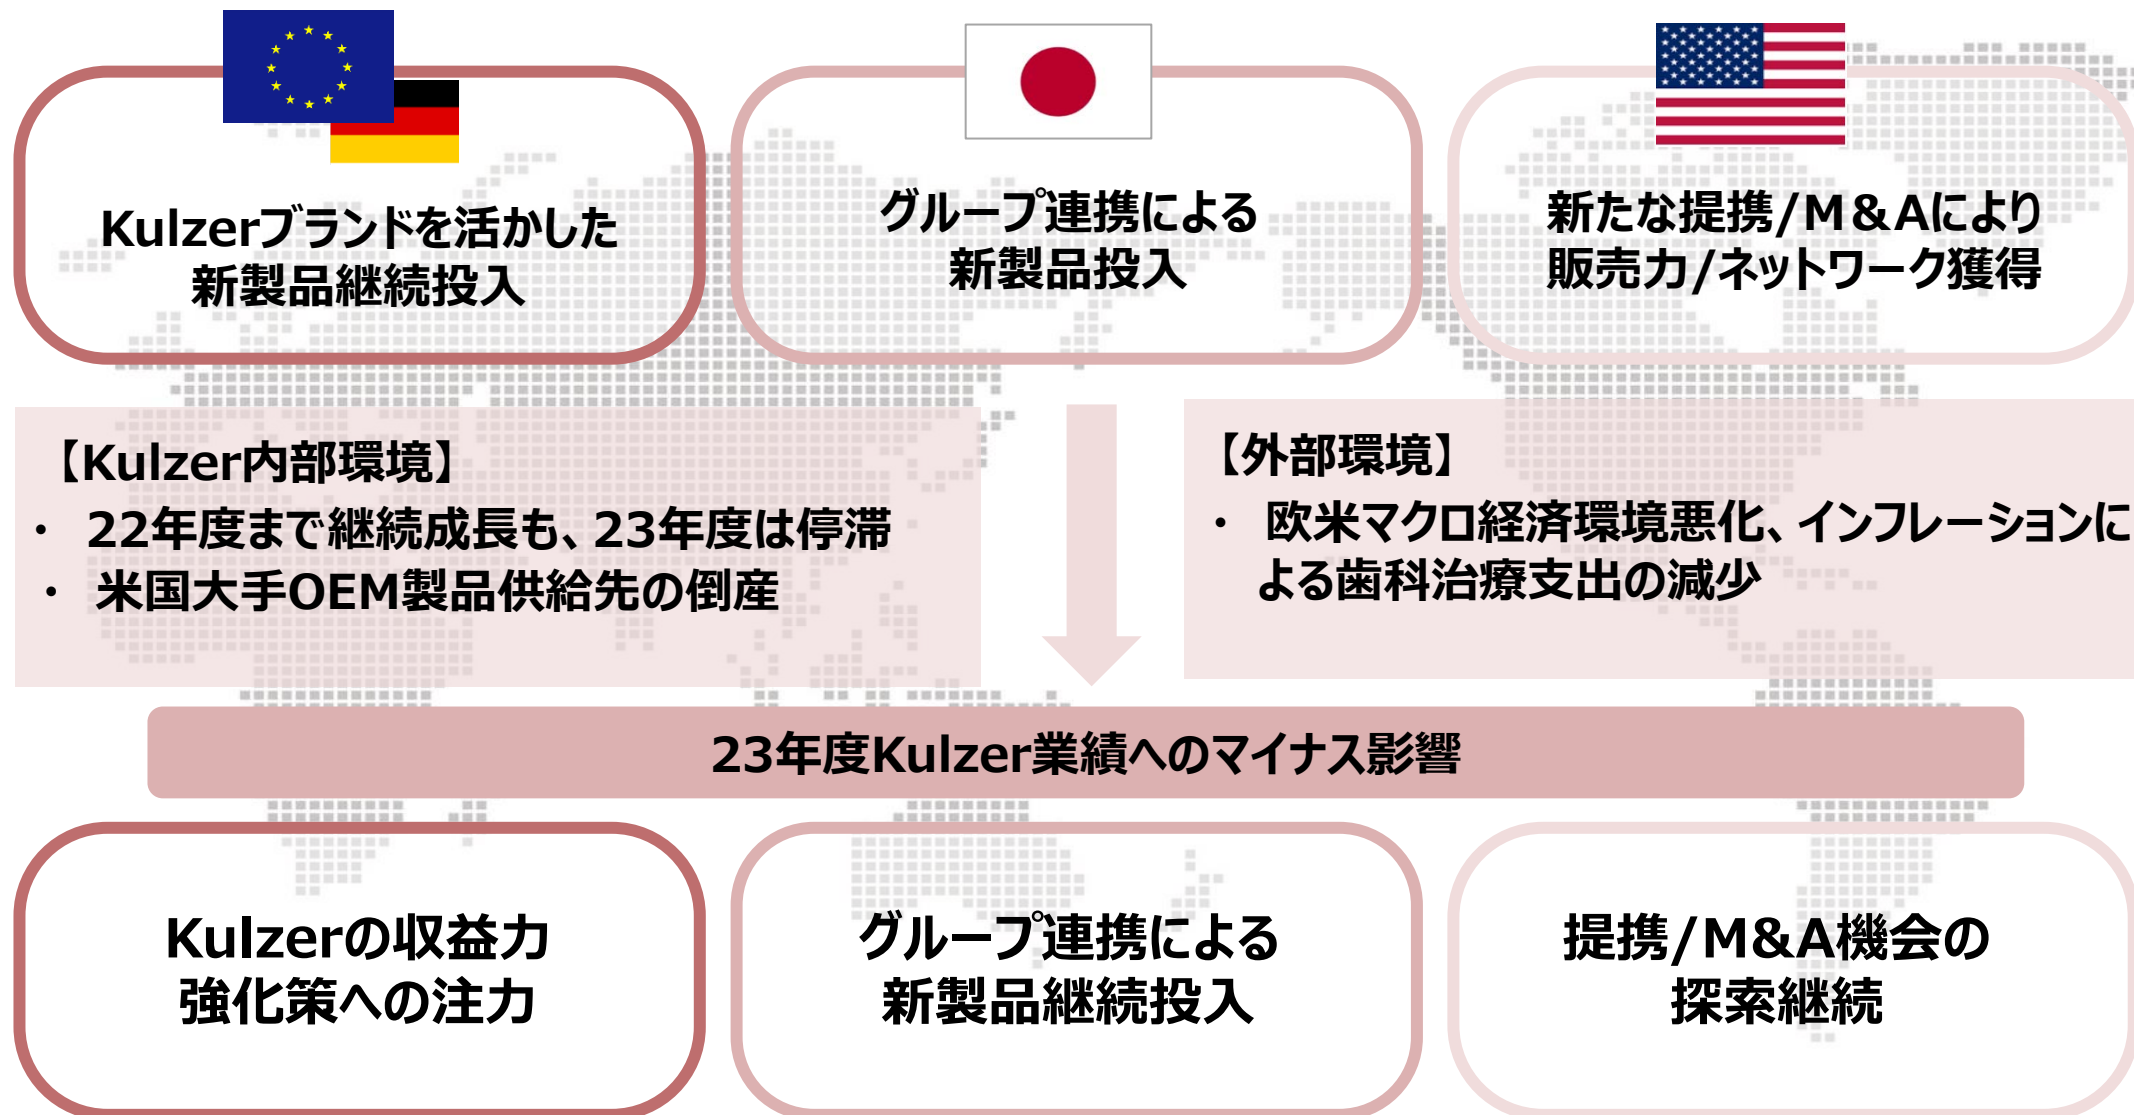 Kulzerブランドを活かした
新製品継続投入
グループ連携による
新製品投入
新たな提携/M&Aにより
販売力/ネットワーク獲得
【Kulzer内部環境】
・ 22年度まで継続成長も、23年度は停滞
・ 米国大手OEM製品供給先の倒産
【外部環境】
・ 欧米マクロ経済環境悪化、インフレーションに
よる歯科治療支出の減少
23年度Kulzer業績へのマイナス影響
Kulzerの収益力
強化策への注力
グループ連携による
新製品継続投入
提携/M&A機会の
探索継続